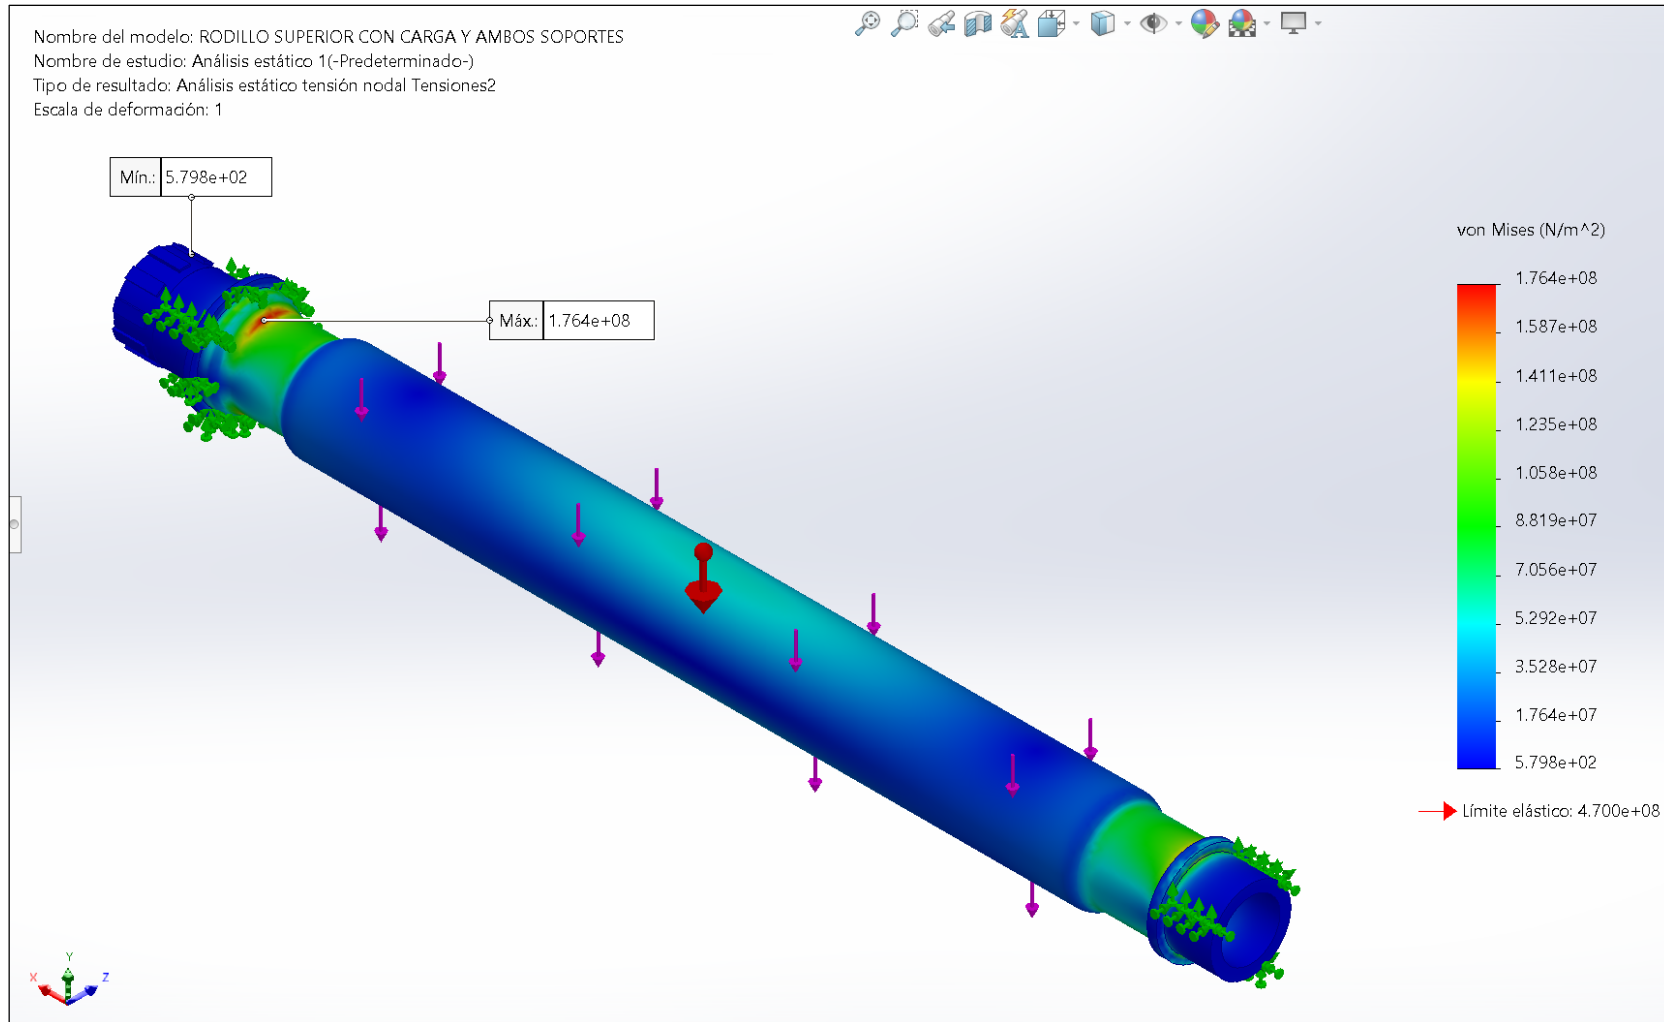 Nombre del modelo: RODILLO SUPERIOR CON CARGA Y AMBOS SOPORTES
Nombre de estudio: Análisis estático 1(-Predeterminado-)
Tipo de resultado: Análisis estático tensión nodal Tensiones2
Escala de deformación: 1
Mín.: 5.798e+02
Máx.: 1.764e+08
von Mises (N/m^2)
1.764e+08
1.587e+08
1.411e+08
1.235e+08
1.058e+08
8.819e+07
7.056e+07
5.292e+07
3.528e+07
1.764e+07
5.798e+02
Límite elástico: 4.700e+08
Y
X
Z